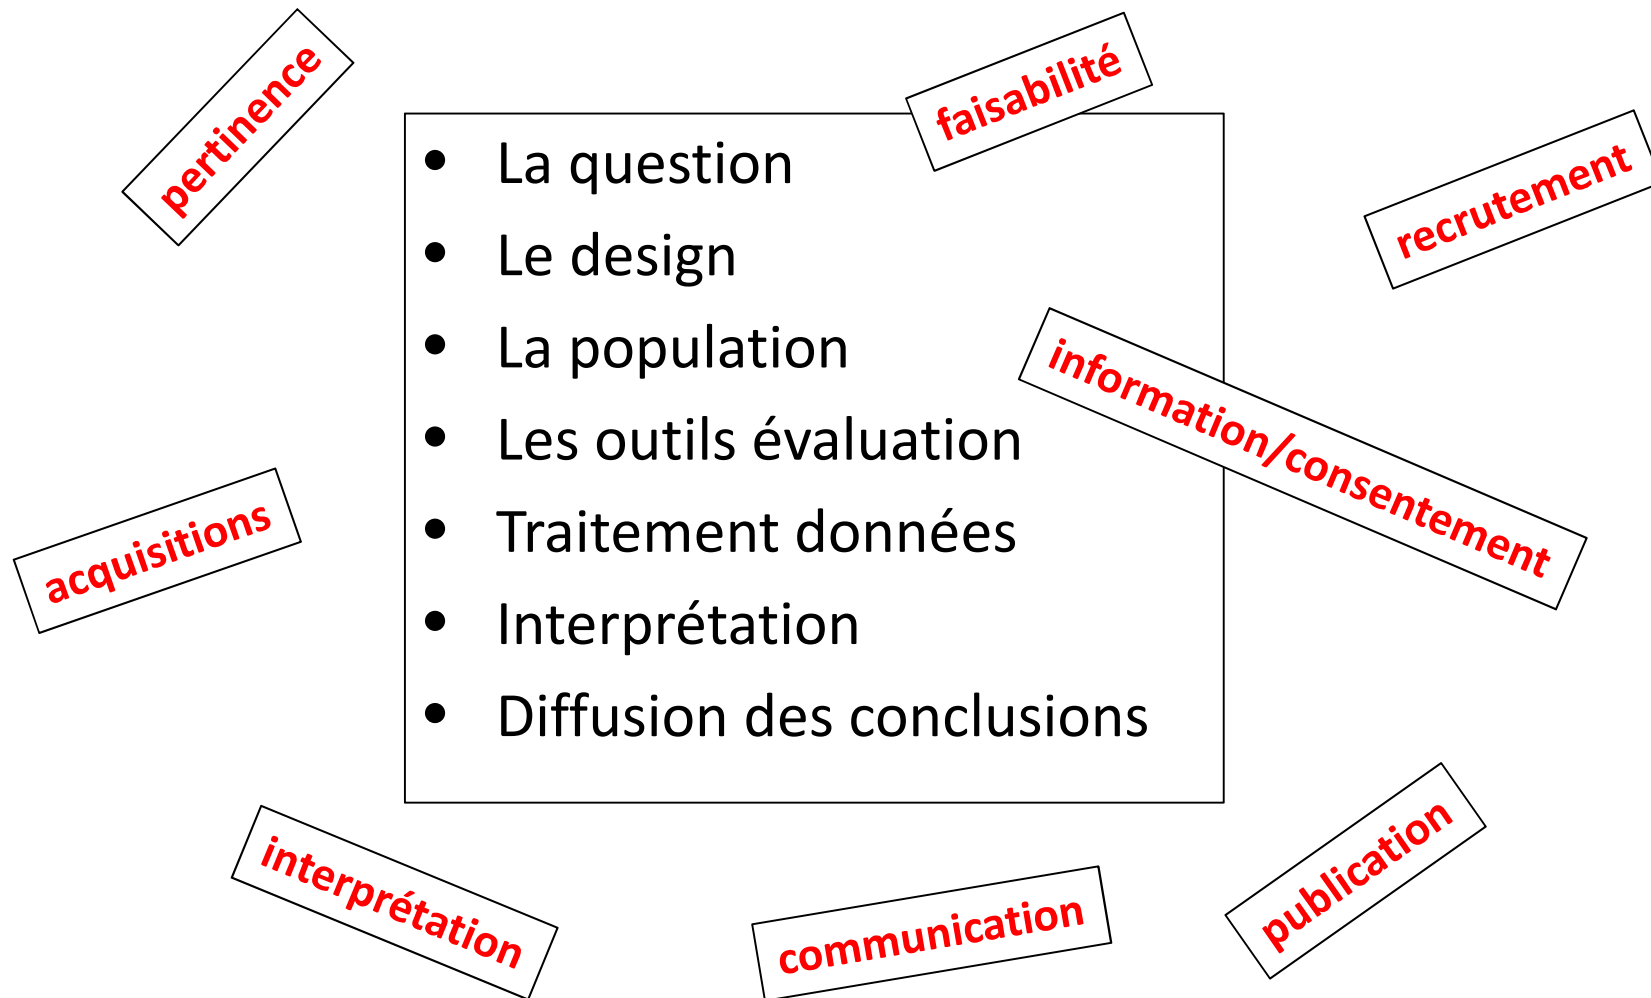 pertinence
faisabilité
recrutement
• La question
• Le design
• La population
• Les outils évaluation
• Traitement données
• Interprétation
• Diffusion des conclusions
information/consentement
acquisitions
interprétation
communication
publication